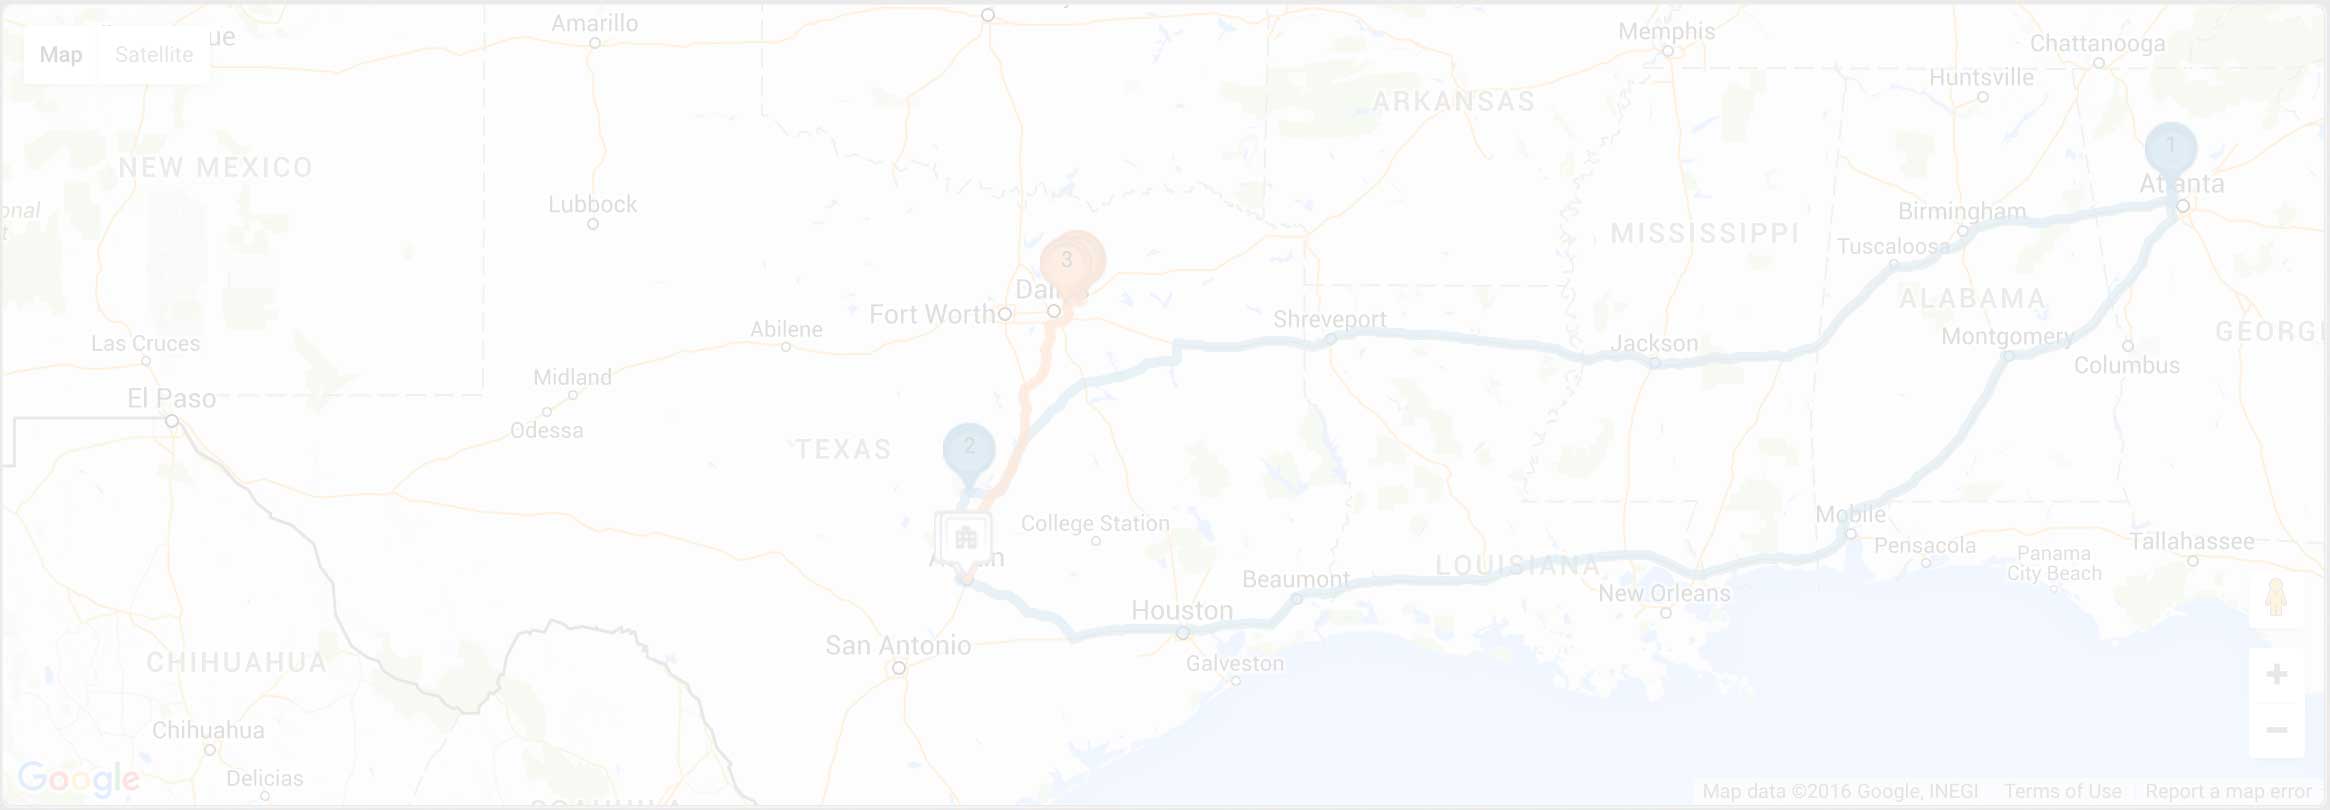 Amarillo
ue
Map
Satellite
Memphis
Chattanooga
Huntsville
ARKANSAS
NEW MEXICO
1
Atlanta
Lubbock
onal
t
Birmingham
MISSISSIPPI
Tuscaloosa
3
Dallas
ALABAMA
Fort Worth
Shreveport
Abilene
Montgomery
GEORGI
Las Cruces
Jackson
Columbus
Midland
El Paso
Odessa
TEXAS
2
Mobile
College Station
Tallahassee
Pensacola
Panama
City Beach
LOUISIANA
Beaumont
New Orleans
Houston
San Antonio
CHIHUAHUA
Galveston
Chihuahua
Delicias
Google
COAHUILA
Map data ©2016 Google, INEGI
Terms of Use
Report a map error